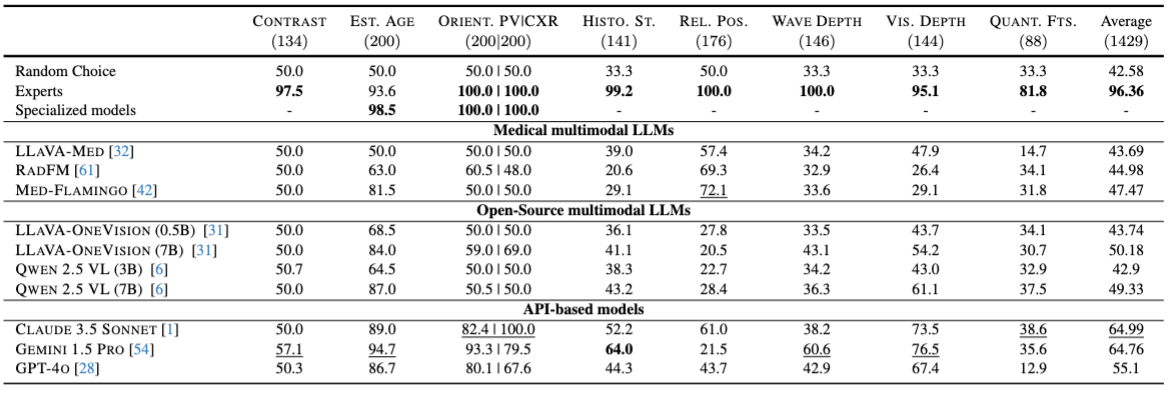 CONTRAST EST. AGE ORIENT. PV|CXR HISTO. ST. REL. POS. WAVE DEPTH VIS. DEPTH QUANT. FTS. Average
(134) (200) (200|200) (141) (176) (146) (144) (88) (1429)
Random Choice 50.0 50.0 50.0 | 50.0 33.3 50.0 33.3 33.3 33.3 42.58
Experts 97.5 93.6 100.0 | 100.0 99.2 100.0 100.0 95.1 81.8 96.36
Specialized models - 98.5 100.0 | 100.0 - - - - - -
Medical multimodal LLMs
LLAVA-MED [32] 50.0 50.0 50.0 | 50.0 39.0 57.4 34.2 47.9 14.7 43.69
RADFM [61] 50.0 63.0 60.5 | 48.0 20.6 69.3 32.9 26.4 34.1 44.98
MED-FLAMINGO [42] 50.0 81.5 50.0 | 50.0 29.1 72.1 33.6 29.1 31.8 47.47
Open-Source multimodal LLMs
LLAVA-ONEVISION (0.5B) [31] 50.0 68.5 50.0 | 50.0 36.1 27.8 33.5 43.7 34.1 43.74
LLAVA-ONEVISION (7B) [31] 50.0 84.0 59.0 | 69.0 41.1 20.5 43.1 54.2 30.7 50.18
QWEN 2.5 VL (3B) [6] 50.7 64.5 50.0 | 50.0 38.3 22.7 34.2 43.0 32.9 42.9
QWEN 2.5 VL (7B) [6] 50.0 87.0 50.5 | 50.0 43.2 28.4 36.3 61.1 37.5 49.33
API-based models
CLAUDE 3.5 SONNET [1] 50.0 89.0 82.4 | 100.0 52.2 61.0 38.2 73.5 38.6 64.99
GEMINI 1.5 PRO [54] 57.1 94.7 93.3 | 79.5 64.0 21.5 60.6 76.5 35.6 64.76
GPT-4O [28] 50.3 86.7 80.1 | 67.6 44.3 43.7 42.9 67.4 12.9 55.1